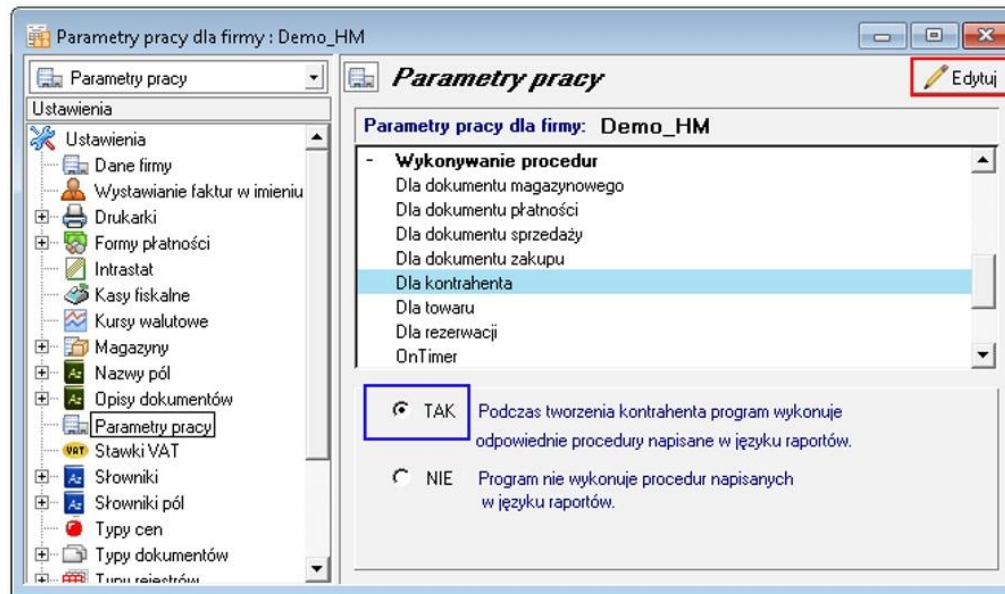 Parametry pracy dla firmy : Demo_HM
Parametry pracy
Ustawienia
Ustawienia
Dane firmy
Wystawianie faktur w imieniu
Drukarki
Formy płatności
Intrastat
Kasy fiskalne
Kursy walutowe
Magazyny
Nazwy pól
Opisy dokumentów
Parametry pracy
VAT Stawki VAT
Słowniki
Słowniki pól
Typy cen
Typy dokumentów
Typy rejestrów
Parametry pracy
Edytuj
Parametry pracy dla firmy: Demo_HM
- Wykonywanie procedur
Dla dokumentu magazynowego
Dla dokumentu płatności
Dla dokumentu sprzedaży
Dla dokumentu zakupu
Dla kontrahenta
Dla towaru
Dla rezerwacji
OnTimer
TAK Podczas tworzenia kontrahenta program wykonuje
odpowiednie procedury napisane w języku raportów.
NIE Program nie wykonuje procedur napisanych
w języku raportów.